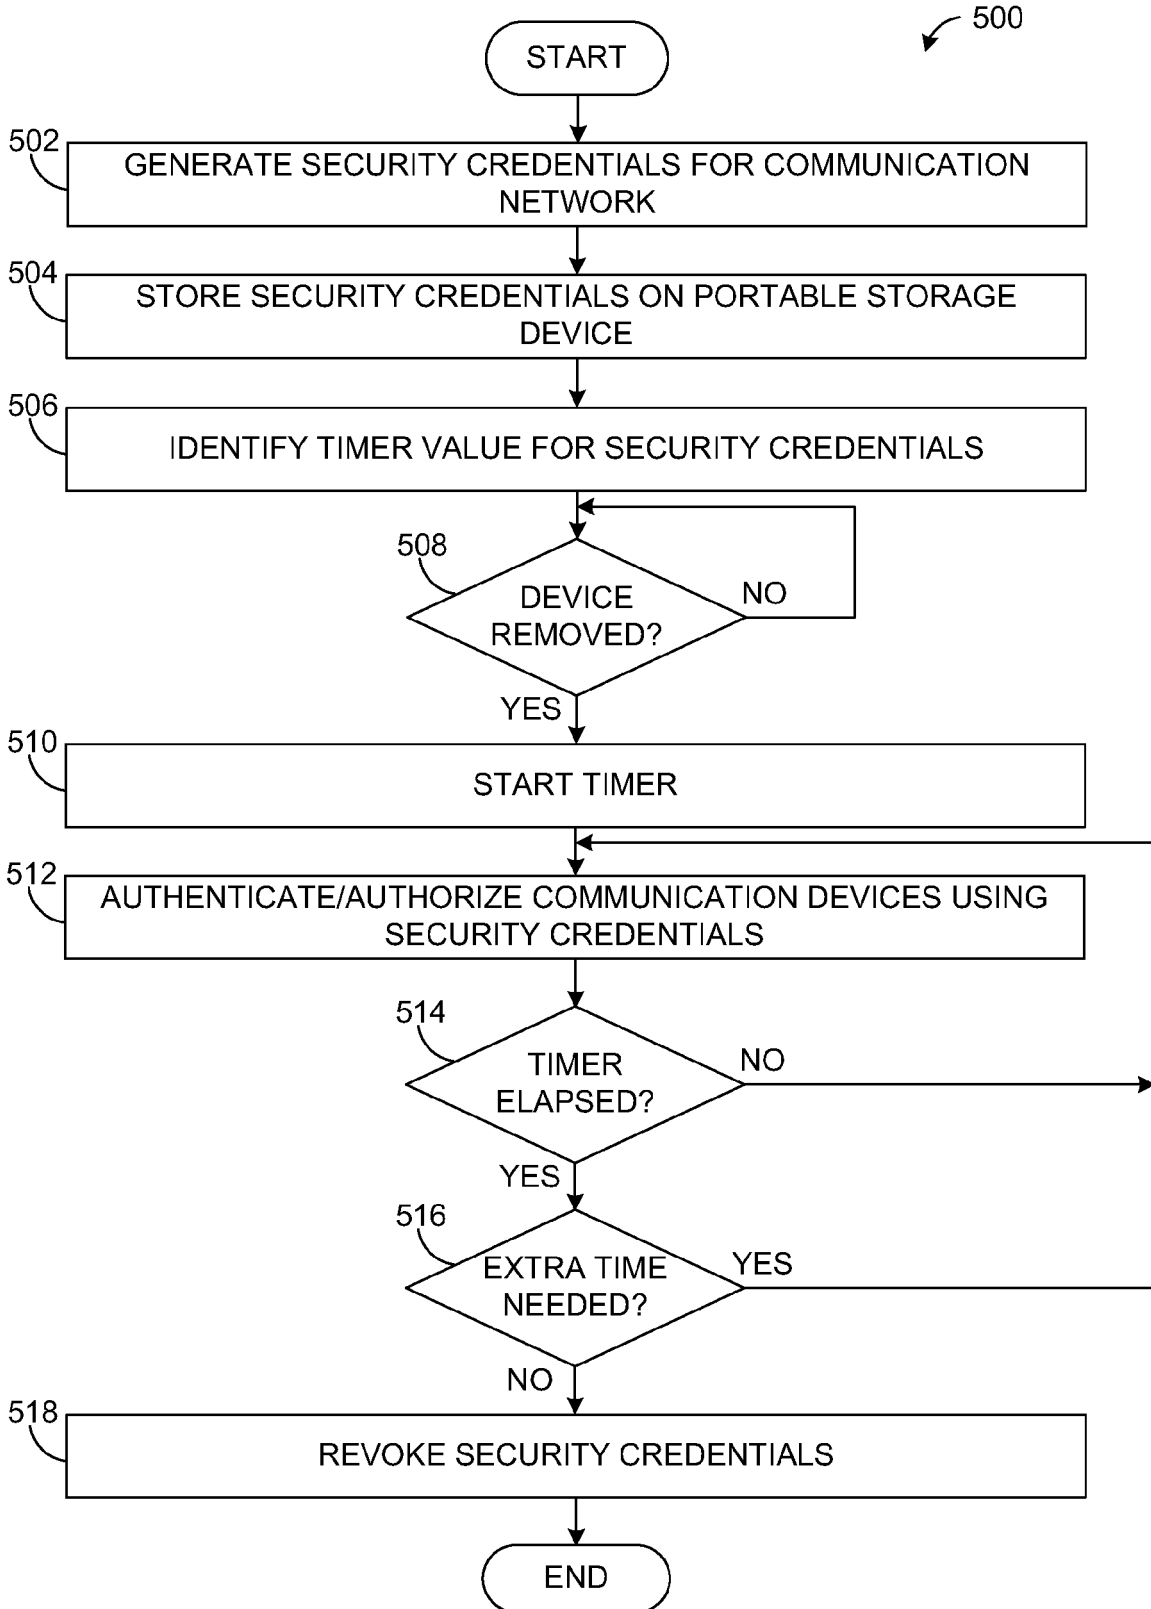 500
START
502
GENERATE SECURITY CREDENTIALS FOR COMMUNICATION
NETWORK
504
STORE SECURITY CREDENTIALS ON PORTABLE STORAGE
DEVICE
506
IDENTIFY TIMER VALUE FOR SECURITY CREDENTIALS
508
DEVICE
REMOVED?
NO
YES
510
START TIMER
512
AUTHENTICATE/AUTHORIZE COMMUNICATION DEVICES USING
SECURITY CREDENTIALS
514
TIMER
ELAPSED?
NO
YES
516
EXTRA TIME
NEEDED?
YES
NO
518
REVOKE SECURITY CREDENTIALS
END